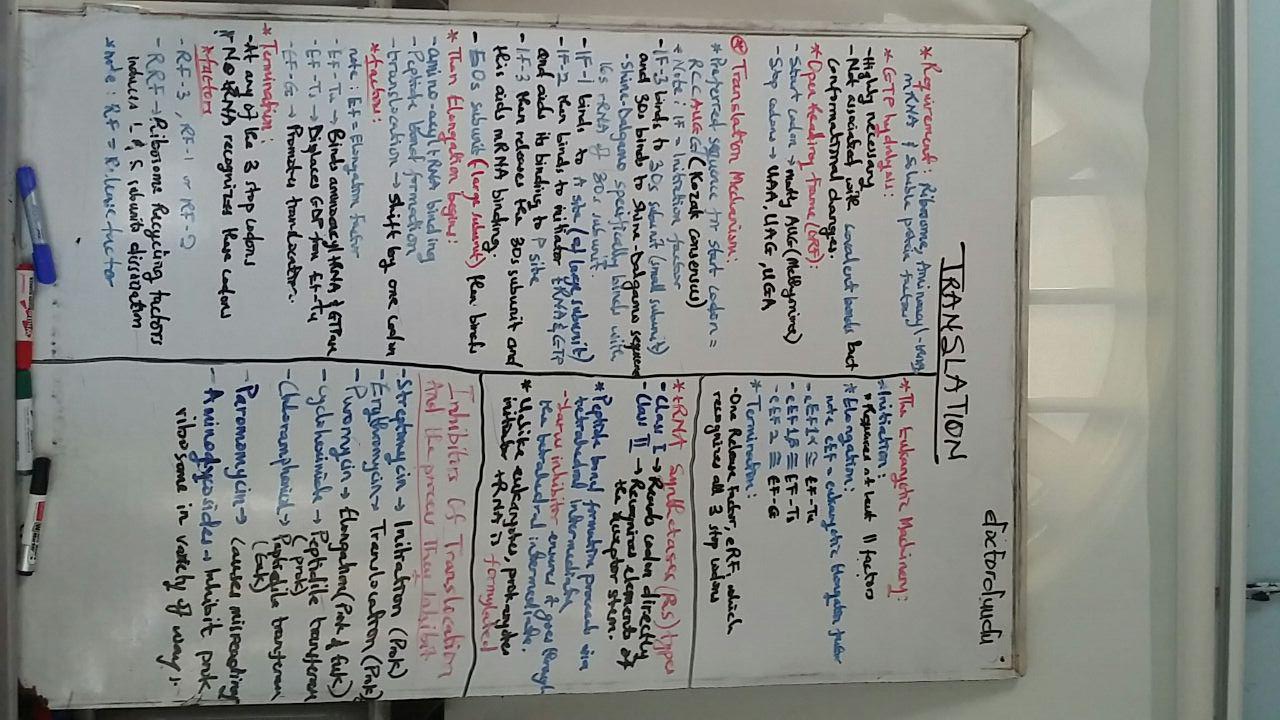 doctordundu
TRANSLATION
* Requirement: Ribosome, Aminoacyl-tRNA,
mRNA & Soluble protein factors
* GTP hydrolysis:
- Highly necessary
- Not associated with covalent bonds but
conformational changes.
* Open Reading Frame (ORF):
- Start codon → mostly AUG (Methionine)
- Stop codons → UAA, UAG, UGA
* Translation Mechanism:
* Preferred sequence for start codon =
RCCAUGG (Kozak consensus)
* Note: IF = Initiation factor
- IF-3 binds to 30s subunit (small subunit)
and 30s binds to Shine-Dalgarno sequence
- Shine-Dalgarno specifically binds with
16s rRNA of 30s subunit
- IF-1 binds to A site (of large subunit)
- IF-2 then binds to initiator tRNA & GTP
and aids its binding to P site
- IF-3 then releases the 30s subunit and
this aids mRNA binding.
- 50s subunit (large subunit) then binds
* Then Elongation begins:
- amino-acyl tRNA binding
- Peptide bond formation
- translocation → shift by one codon
* factors:
note: EF = Elongation factor
- EF-Tu → Binds aminoacyl tRNA & GTP
- EF-Ts → Displaces GDP from EF-Tu
- EF-G → Promotes translocation.
* Termination:
- At any of the 3 stop codons
- No tRNA recognizes these codons
* factors
- RF-3, RF-1 or RF-2
- RRF → Ribosome Recycling factors
induces L & S subunit dissociation
* note: RF = Release factor
* The Eukaryotic Machinery:
- Initiation:
* Requires at least 11 factors
* Elongation:
note eEF = eukaryotic Elongation factor
- eEF1α ≅ EF-Tu
- eEF1β ≅ EF-Ts
- eEF2 ≅ EF-G
* Termination:
- One Release factor, eRF which
recognizes all 3 stop codons
* tRNA Synthetases (RS) types
- Class I → Reads codon directly
- Class II → Recognizes elements of
the acceptor stem.
* Peptide bond formation proceeds via
tetrahedral intermediate,
inhibitor ensured it goes through
the tetrahedral intermediate.
* Unlike eukaryotes, prokaryotes
initiator tRNA is formylated
Inhibitors Of Translation
And the process They Inhibit
- Streptomycin → Initiation (Prok)
- Erythromycin → Translocation (Prok)
- Puromycin → Elongation (Prok & Euk)
- Cycloheximide → Peptidile transferase
(prok)
- Chloramphenicol → Peptidile transferase
(Euk)
- Paromomycin → Causes misreading
- Aminoglycosides → Inhibit prok
ribosome in variety of ways.